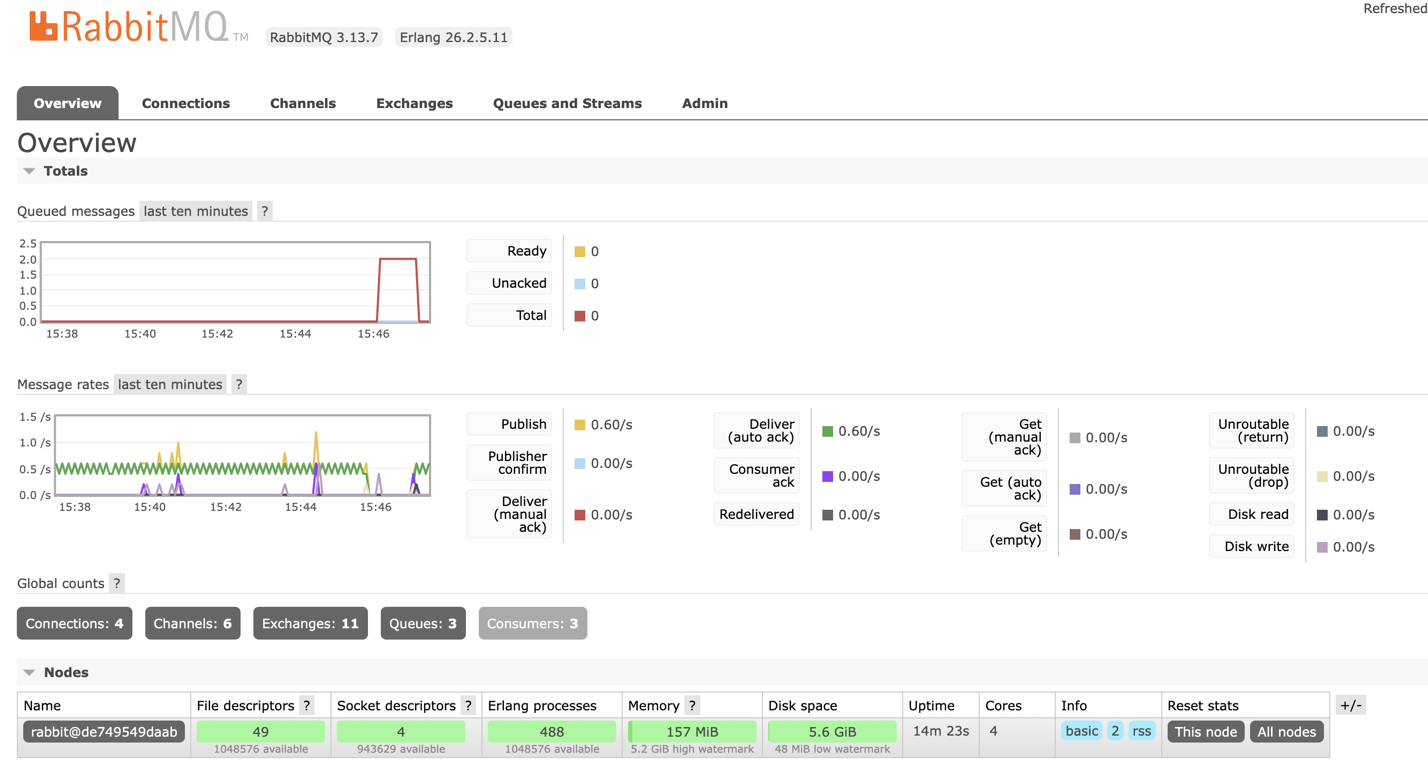 Refreshed
RabbitMQ TM RabbitMQ 3.13.7 Erlang 26.2.5.11
Overview Connections Channels Exchanges Queues and Streams Admin
Overview
Totals
Queued messages last ten minutes ?
2.5
2.0
1.5
1.0
0.5
0.0
15:38 15:40 15:42 15:44 15:46
Ready 0
Unacked 0
Total 0
Message rates last ten minutes ?
1.5 /s
1.0 /s
0.5 /s
0.0 /s
15:38 15:40 15:42 15:44 15:46
Publish 0.60/s
Publisher
confirm 0.00/s
Deliver
(manual
ack) 0.00/s
Deliver
(auto ack) 0.60/s
Consumer
ack 0.00/s
Redelivered 0.00/s
Get
(manual
ack) 0.00/s
Get (auto
ack) 0.00/s
Get
(empty) 0.00/s
Unroutable
(return) 0.00/s
Unroutable
(drop) 0.00/s
Disk read 0.00/s
Disk write 0.00/s
Global counts ?
Connections: 4 Channels: 6 Exchanges: 11 Queues: 3 Consumers: 3
Nodes
Name File descriptors ? Socket descriptors ? Erlang processes Memory ? Disk space Uptime Cores Info Reset stats +/-
rabbit@de749549daab 49 4 488 157 MiB 5.6 GiB 14m 23s 4 basic 2 rss This node All nodes
1048576 available 943629 available 1048576 available 5.2 GiB high watermark 48 MiB low watermark